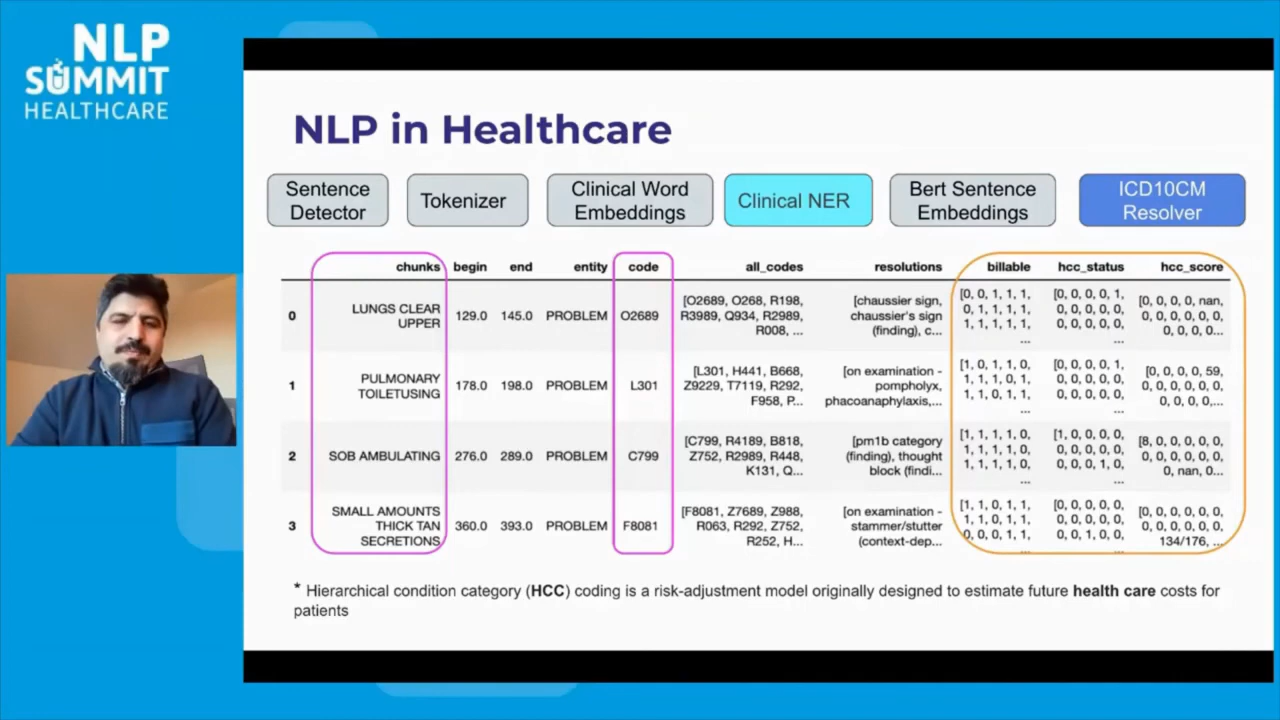 NLP
SUMMIT
HEALTHCARE
NLP in Healthcare
Sentence
Detector
Tokenizer
Clinical Word
Embeddings
Clinical NER
Bert Sentence
Embeddings
ICD10CM
Resolver
chunks begin end entity code all_codes resolutions billable hcc_status hcc_score
0 LUNGS CLEAR UPPER 129.0 145.0 PROBLEM O2689
[O2689, O268, R198,
R3989, Q934, R2989,
R008, ...
[chaussier sign,
chaussier's sign
(finding), c...
[0, 0, 1, 1, 1,
0, 1, 1, 1, 1,
1, 1, 1, 1, 1,
...
[0, 0, 0, 0, 1,
0, 0, 0, 0, 0,
0, 0, 0, 0, 0,
...
[0, 0, 0, 0, nan,
0, 0, 0, 0, 0, 0,
0, 0, 0, 0...
1 PULMONARY TOILETUSING 178.0 198.0 PROBLEM L301
[L301, H441, B668,
Z9229, T7119, R292,
F958, P...
[on examination -
pompholyx,
phacoanaphylaxis,...
[1, 0, 1, 1, 0,
1, 1, 1, 0, 1,
1, 1, 0, 1, 1,
...
[0, 0, 0, 0, 1,
0, 0, 0, 0, 0,
0, 0, 0, 0, 0,
...
[0, 0, 0, 0, 59,
0, 0, 0, 0, 0, 0,
0, 0, 0, 0,...
2 SOB AMBULATING 276.0 289.0 PROBLEM C799
[C799, R4189, B818,
Z752, R2989, R448,
K131, Q...
[pm1b category
(finding), thought
block (findi...
[1, 1, 1, 1, 0,
1, 1, 1, 1, 1,
1, 1, 1, 1, 0,
...
[1, 0, 0, 0, 0,
0, 0, 0, 0, 0,
0, 0, 0, 1, 0,
...
[8, 0, 0, 0, 0, 0,
0, 0, 0, 0, 0, 0,
0, nan, 0...
3 SMALL AMOUNTS THICK TAN SECRETIONS 360.0 393.0 PROBLEM F8081
[F8081, Z7689, Z988,
R063, R292, Z752,
R252, H...
[on examination -
stammer/stutter
(context-dep...
[1, 1, 0, 1, 1,
1, 1, 0, 1, 1,
0, 0, 0, 1, 1,
...
[0, 0, 0, 0, 0,
0, 0, 0, 0, 0,
0, 0, 1, 0, 0,
...
[0, 0, 0, 0, 0, 0,
0, 0, 0, 0, 0, 0,
134/176, ...
* Hierarchical condition category (HCC) coding is a risk-adjustment model originally designed to estimate future health care costs for
patients